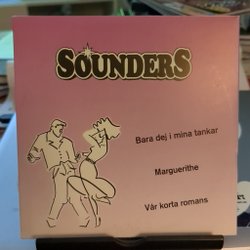 SOUNDERS
Bara dej i mina tankar
Marguerithe
Vår korta romans